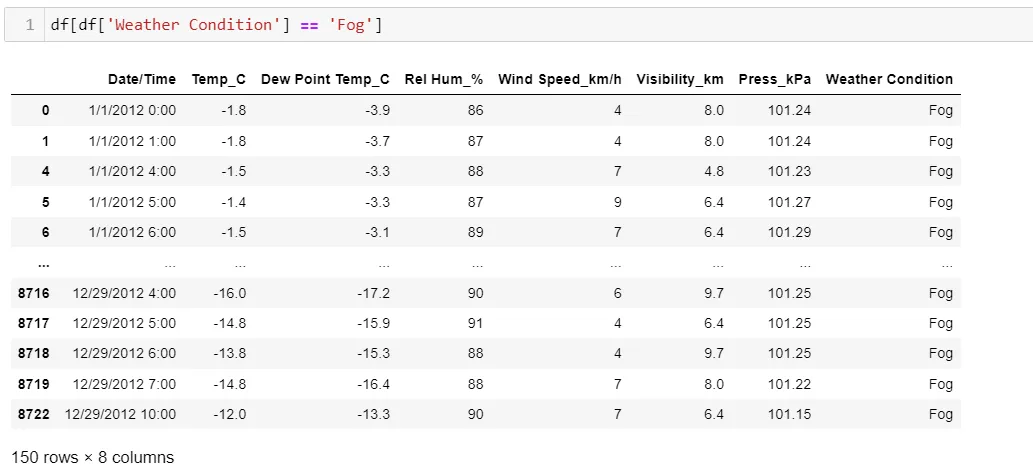 1 df[df['Weather Condition'] == 'Fog']
Date/Time Temp_C Dew Point Temp_C Rel Hum_% Wind Speed_km/h Visibility_km Press_kPa Weather Condition
0 1/1/2012 0:00 -1.8 -3.9 86 4 8.0 101.24 Fog
1 1/1/2012 1:00 -1.8 -3.7 87 4 8.0 101.24 Fog
4 1/1/2012 4:00 -1.5 -3.3 88 7 4.8 101.23 Fog
5 1/1/2012 5:00 -1.4 -3.3 87 9 6.4 101.27 Fog
6 1/1/2012 6:00 -1.5 -3.1 89 7 6.4 101.29 Fog
... ... ... ... ... ... ... ... ...
8716 12/29/2012 4:00 -16.0 -17.2 90 6 9.7 101.25 Fog
8717 12/29/2012 5:00 -14.8 -15.9 91 4 6.4 101.25 Fog
8718 12/29/2012 6:00 -13.8 -15.3 88 4 9.7 101.25 Fog
8719 12/29/2012 7:00 -14.8 -16.4 88 7 8.0 101.22 Fog
8722 12/29/2012 10:00 -12.0 -13.3 90 7 6.4 101.15 Fog
150 rows × 8 columns